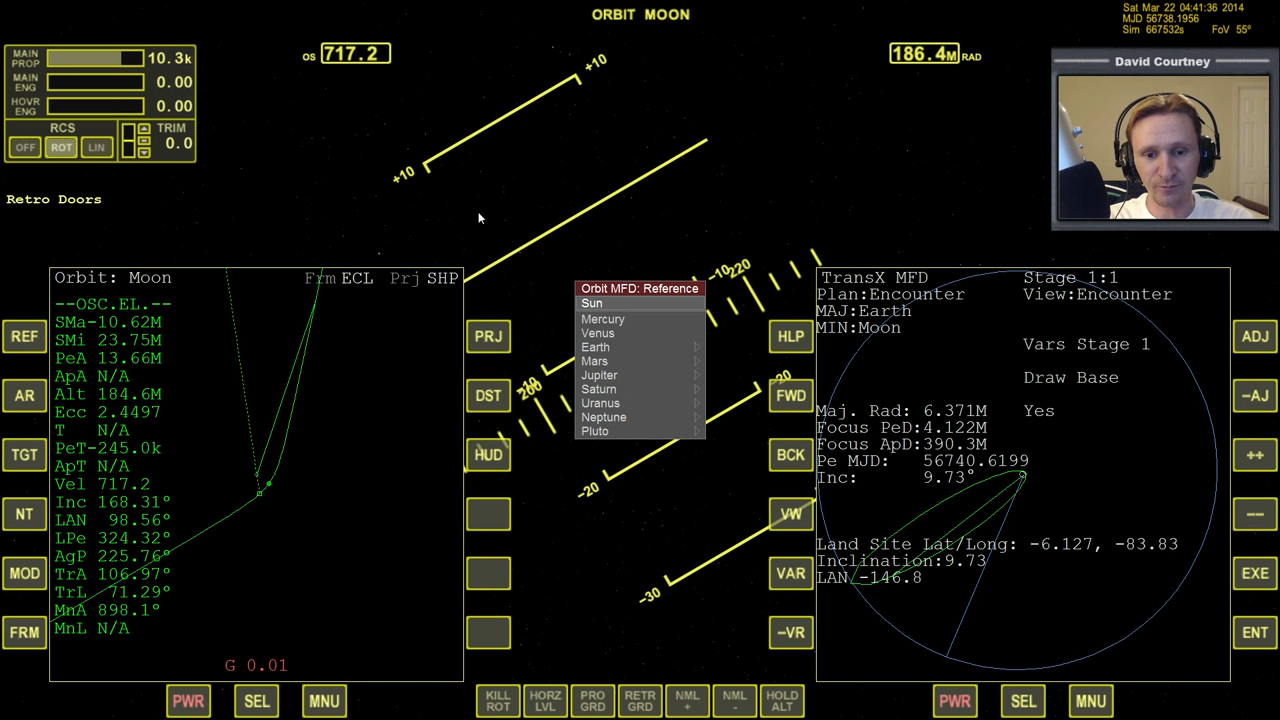 ORBIT MOON
Sat Mar 22 04:41:36 2014
MJD 56738.1956
Sim 667532s FoV 55°
MAIN PROP 10.3k
MAIN ENG 0.00
HOVR ENG 0.00
RCS TRIM
OFF ROT LIN 0.0
OS 717.2
186.4M RAD
David Courtney
Retro Doors
+10 +10
-10 220
-10 200
-20 -20
-30
Orbit: Moon Frm ECL Prj SHP
--OSC.EL.--
SMa-10.62M
SMi 23.75M
PeA 13.66M
ApA N/A
Alt 184.6M
Ecc 2.4497
T N/A
PeT-245.0k
ApT N/A
Vel 717.2
Inc 168.31°
LAN 98.56°
LPe 324.32°
AgP 225.76°
TrA 106.97°
TrL 71.29°
MnA 898.1°
MnL N/A
G 0.01
REF
AR
TGT
NT
MOD
FRM
PRJ
DST
HUD
PWR SEL MNU
Orbit MFD: Reference
Sun
Mercury
Venus
Earth
Mars
Jupiter
Saturn
Uranus
Neptune
Pluto
KILL ROT
HORZ LVL
PRO GRD
RETR GRD
NML +
NML -
HOLD ALT
HLP
FWD
BCK
VW
VAR
-VR
TransX MFD Stage 1:1
Plan:Encounter View:Encounter
MAJ:Earth
MIN:Moon
Vars Stage 1
Draw Base
Maj. Rad: 6.371M Yes
Focus PeD:4.122M
Focus ApD:390.3M
Pe MJD: 56740.6199
Inc: 9.73°
Land Site Lat/Long: -6.127, -83.83
Inclination:9.73
LAN -146.8
ADJ
-AJ
++
--
EXE
ENT
PWR SEL MNU